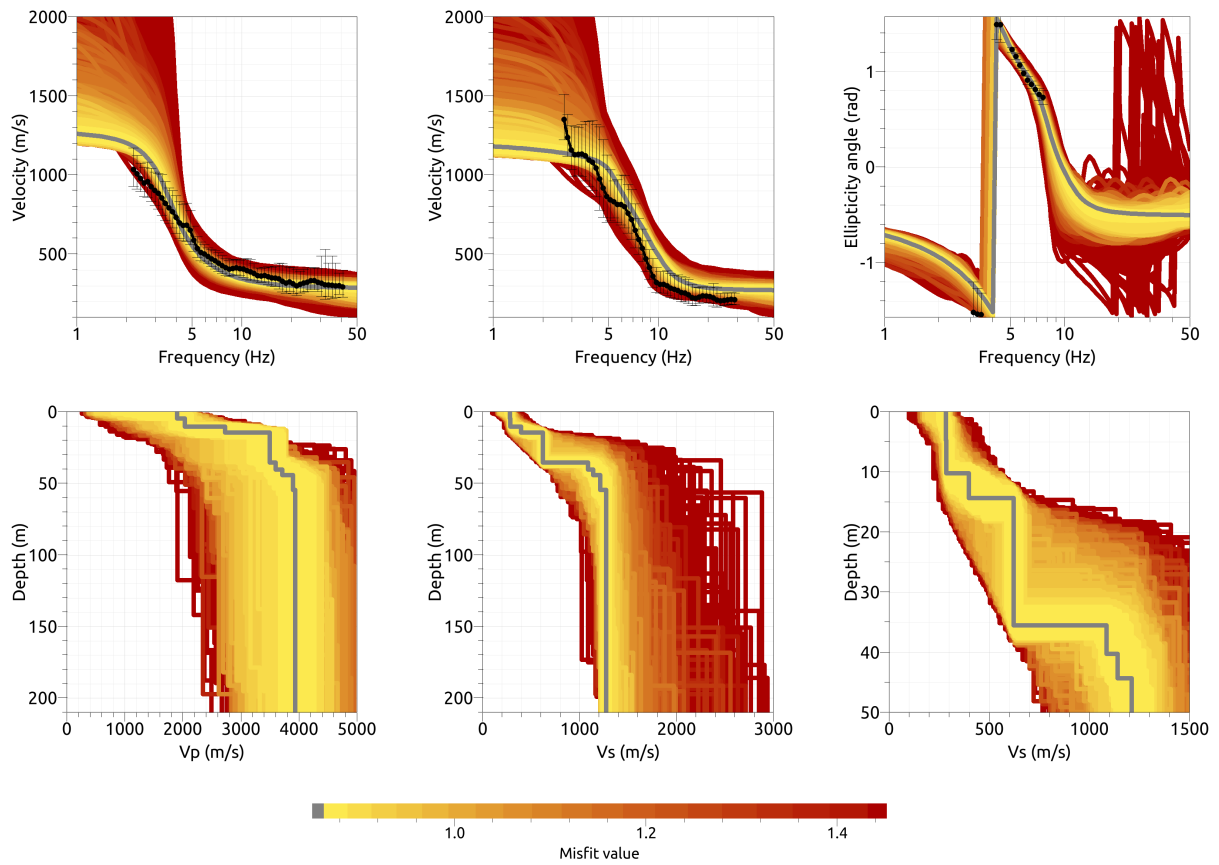 2000
1500
1000
500
Velocity (m/s)
1 5 10 50
Frequency (Hz)
2000
1500
1000
500
Velocity (m/s)
1 5 10 50
Frequency (Hz)
1
0
-1
Ellipticity angle (rad)
1 5 10 50
Frequency (Hz)
0
50
100
150
200
Depth (m)
0 1000 2000 3000 4000 5000
Vp (m/s)
0
50
100
150
200
Depth (m)
0 1000 2000 3000
Vs (m/s)
0
10
20
30
40
50
Depth (m)
0 500 1000 1500
Vs (m/s)
1.0 1.2 1.4
Misfit value